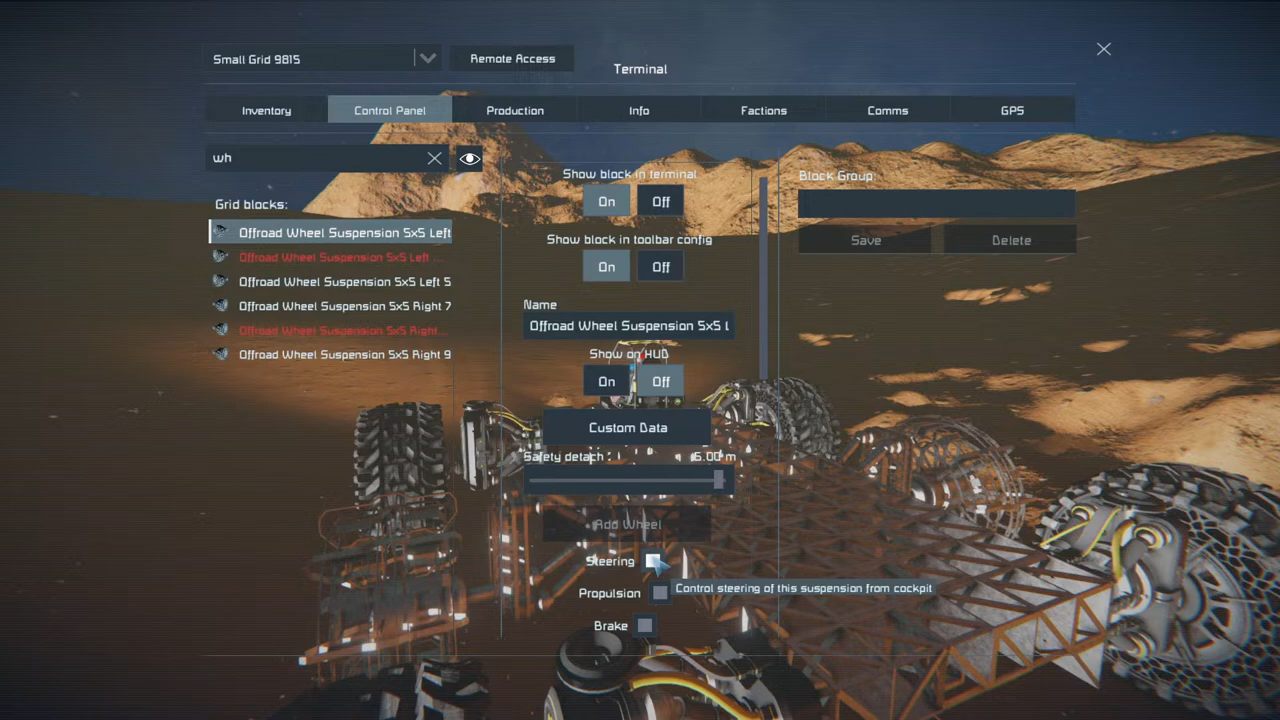 Small Grid 9815
Remote Access
Terminal
Inventory
Control Panel
Production
Info
Factions
Comms
GPS
wh
Grid blocks:
Offroad Wheel Suspension 5x5 Left
Offroad Wheel Suspension 5x5 Left ...
Offroad Wheel Suspension 5x5 Left 5
Offroad Wheel Suspension 5x5 Right 7
Offroad Wheel Suspension 5x5 Right...
Offroad Wheel Suspension 5x5 Right 9
Show block in terminal
On
Off
Show block in toolbar config
On
Off
Name
Offroad Wheel Suspension 5x5 L
Show on HUD
On
Off
Custom Data
Safety detach : 5.00 m
Add Wheel
Steering
Control steering of this suspension from cockpit
Propulsion
Brake
Block Group:
Save
Delete